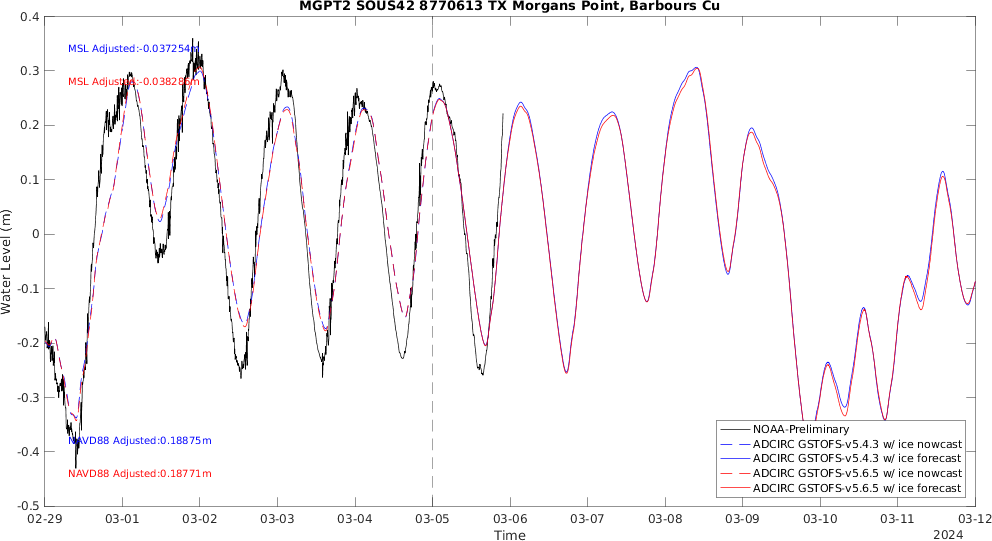 MGPT2 SOUS42 8770613 TX Morgans Point, Barbours Cu
0.4
0.3
0.2
0.1
0
-0.1
-0.2
-0.3
-0.4
-0.5
Water Level (m)
MSL Adjusted:-0.037254m
MSL Adjusted:-0.038286m
NAVD88 Adjusted:0.18875m
NAVD88 Adjusted:0.18771m
NOAA-Preliminary
ADCIRC GSTOFS-v5.4.3 w/ ice nowcast
ADCIRC GSTOFS-v5.4.3 w/ ice forecast
ADCIRC GSTOFS-v5.6.5 w/ ice nowcast
ADCIRC GSTOFS-v5.6.5 w/ ice forecast
02-29 03-01 03-02 03-03 03-04 03-05 03-06 03-07 03-08 03-09 03-10 03-11 03-12
Time
2024